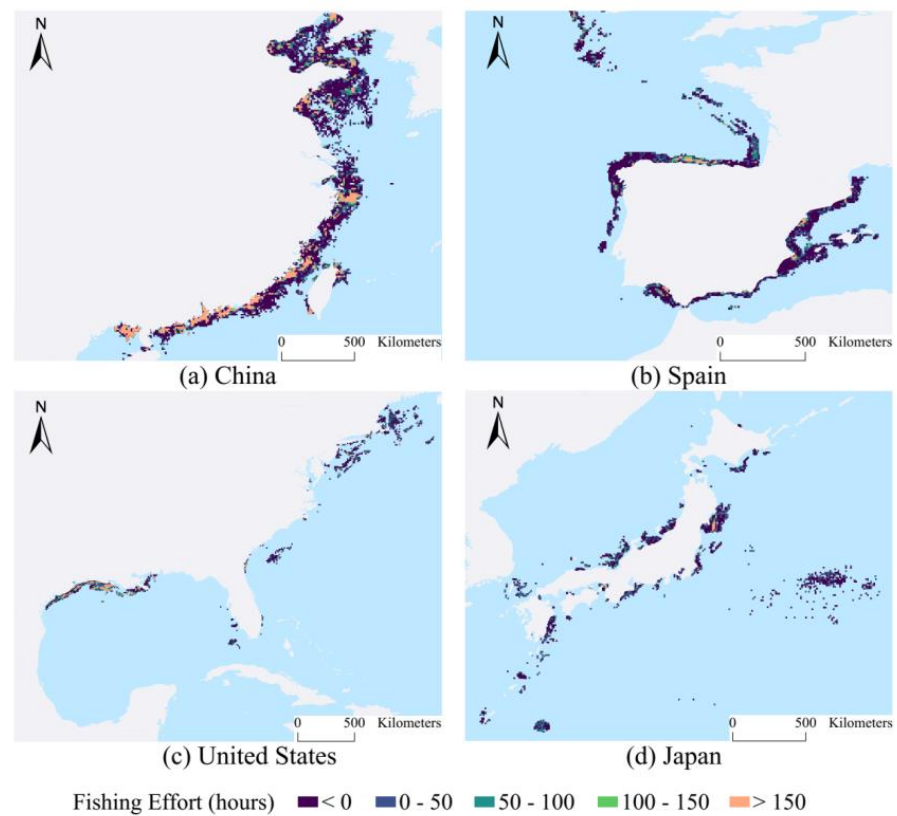 N
N
0 500 Kilometers
0 500 Kilometers
(a) China
(b) Spain
N
N
0 500 Kilometers
0 500 Kilometers
(c) United States
(d) Japan
Fishing Effort (hours) < 0 0 - 50 50 - 100 100 - 150 > 150